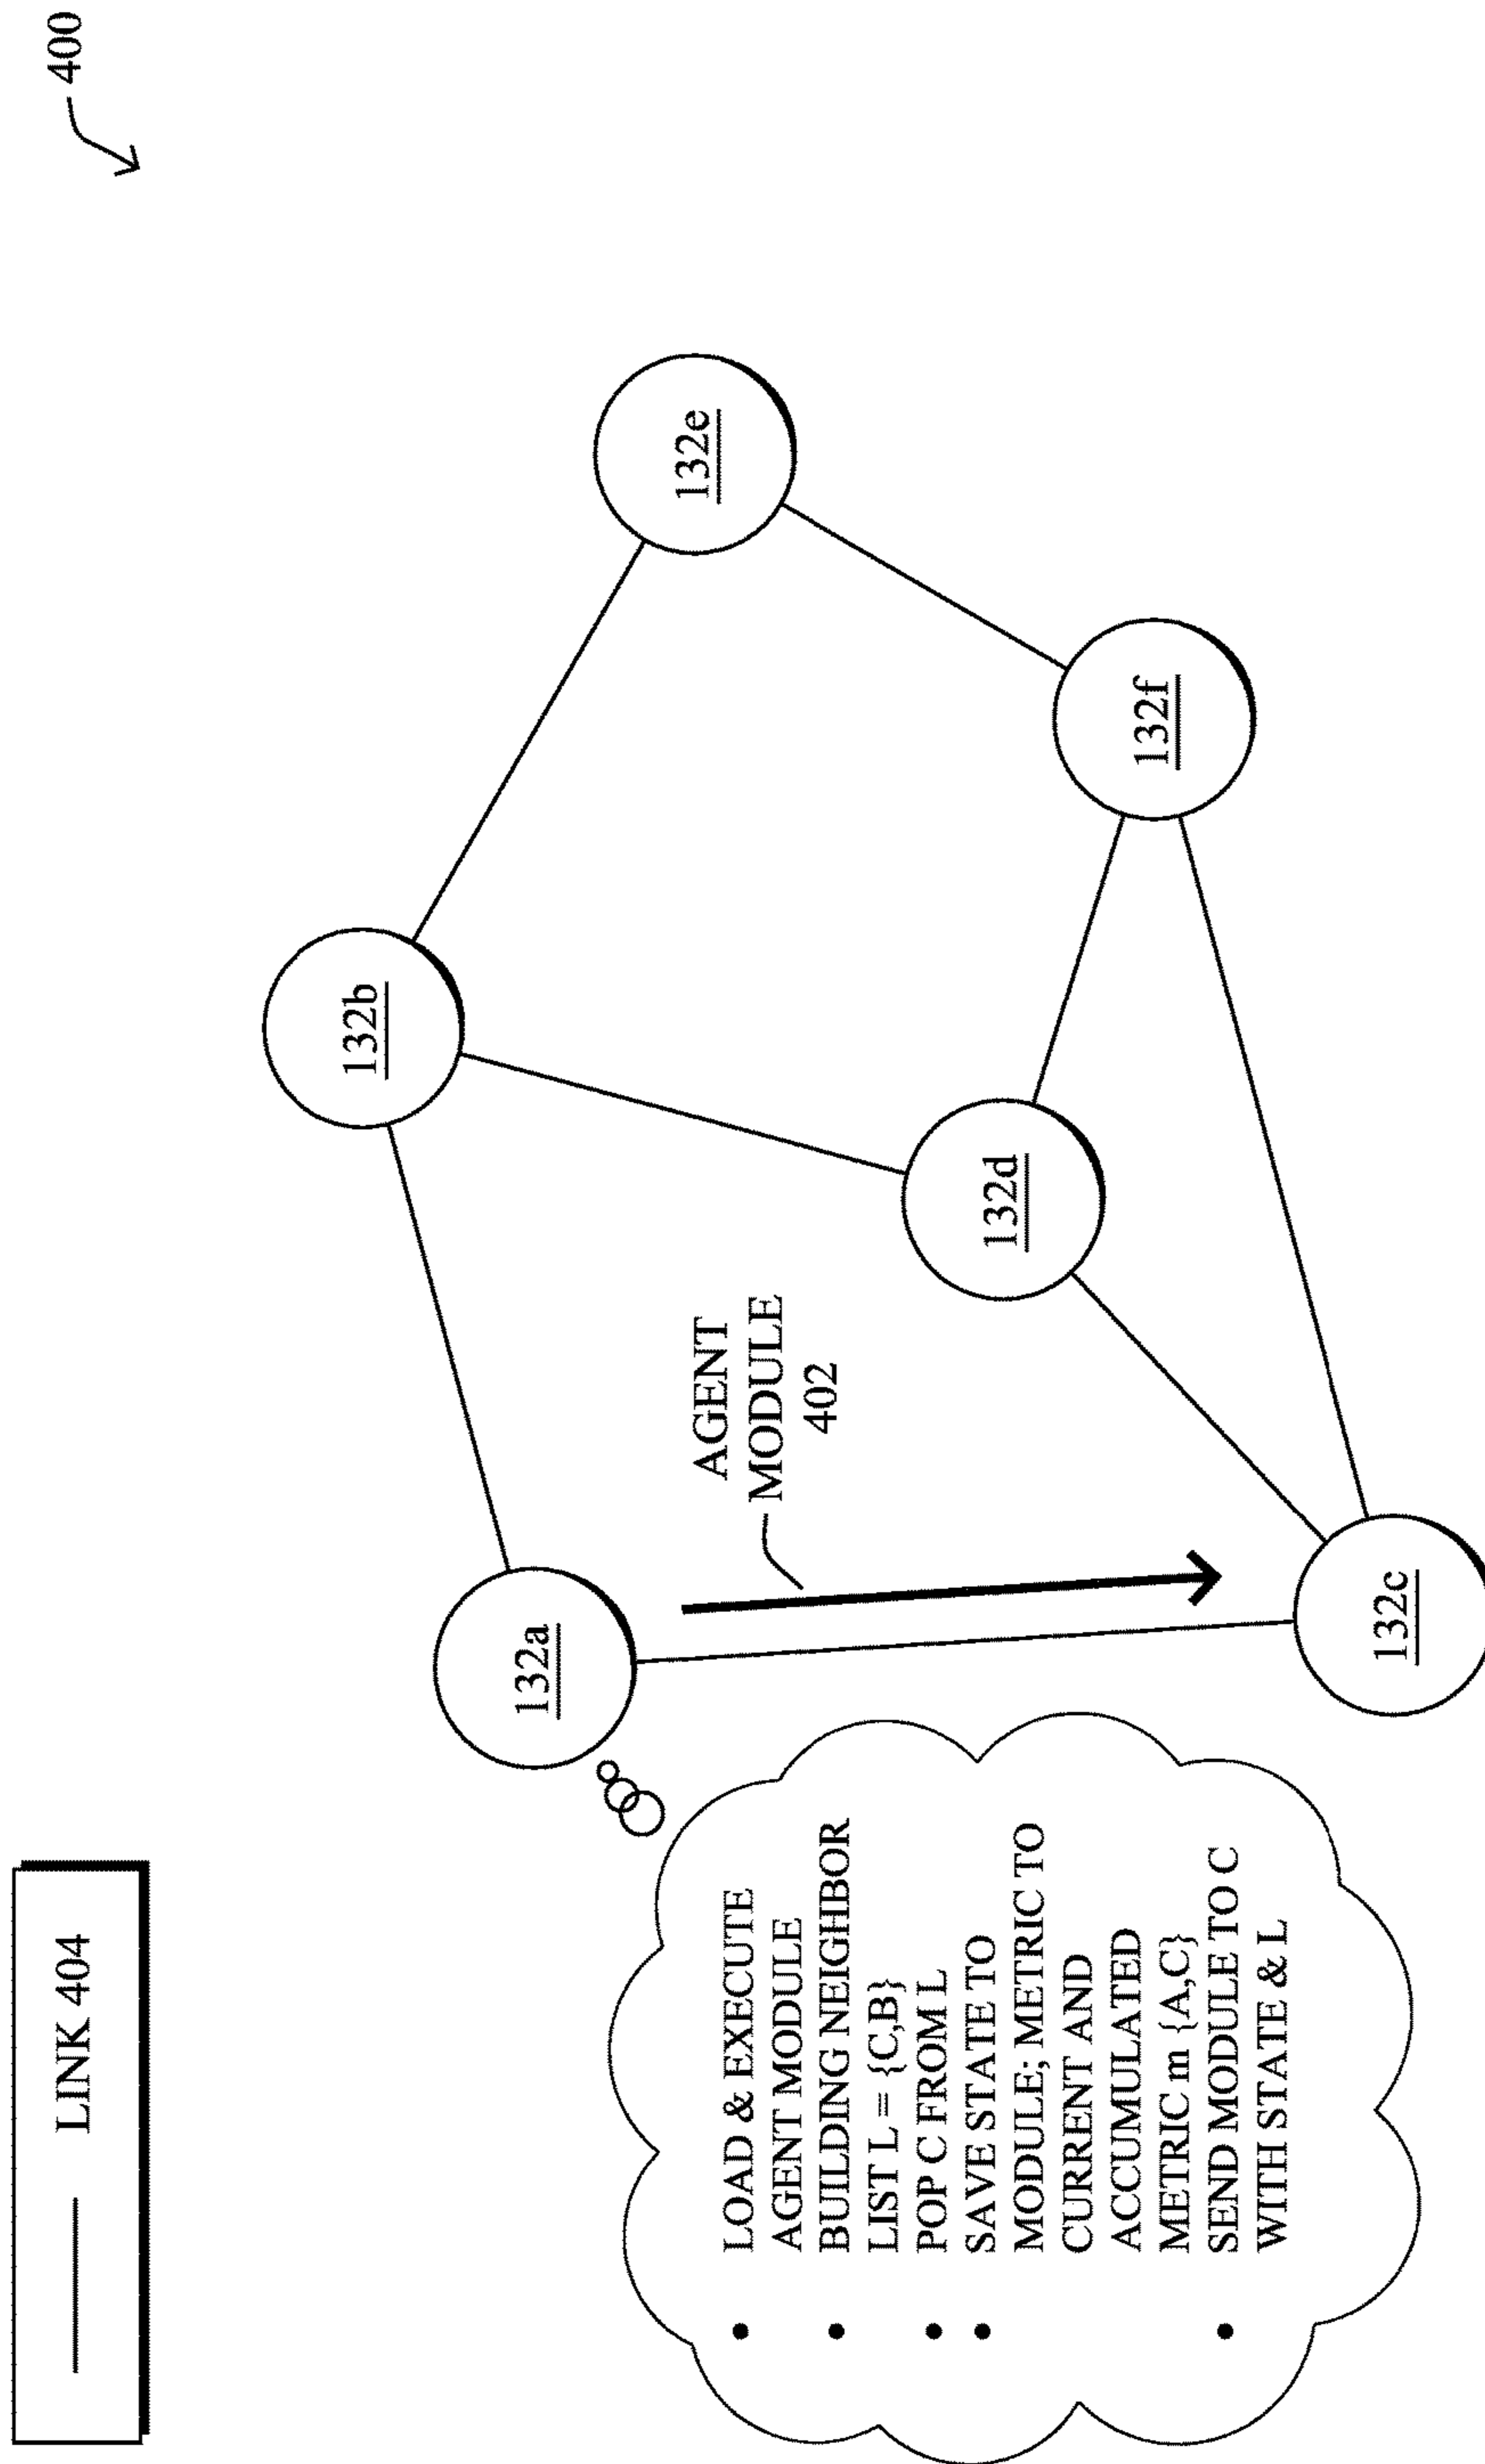 400
LINK 404
132a
132b
132e
132d
132f
132c
AGENT
MODULE
402
• LOAD & EXECUTE
AGENT MODULE
• BUILDING NEIGHBOR
LIST L = {C,B}
• POP C FROM L
• SAVE STATE TO
MODULE; METRIC TO
CURRENT AND
ACCUMULATED
METRIC m {A,C}
• SEND MODULE TO C
WITH STATE & L